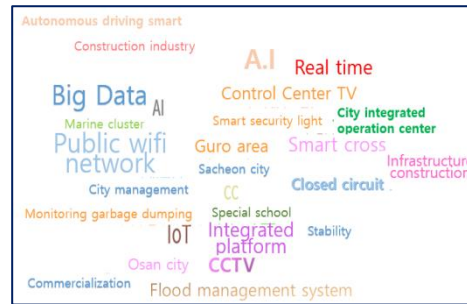 Autonomous driving smart
Construction industry
A.I
Real time
Big Data
AI
Control Center TV
Marine cluster
Smart security light
City integrated
operation center
Public wifi
network
Guro area
Smart cross
Sacheon city
Infrastructure
construction
City management
CC
Closed circuit
Monitoring garbage dumping
Special school
IoT
Integrated
platform
Stability
Osan city
CCTV
Commercialization
Flood management system